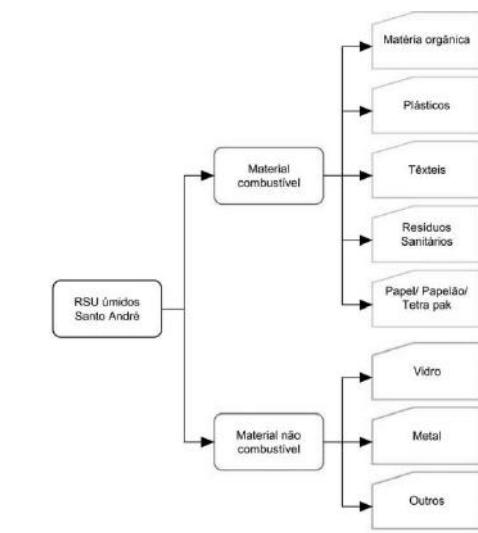 Matéria orgânica
Plásticos
Material
combustível
Têxteis
Resíduos
Sanitários
Papel/ Papelão/
Tetra pak
RSU úmidos
Santo André
Vidro
Material não
combustível
Metal
Outros